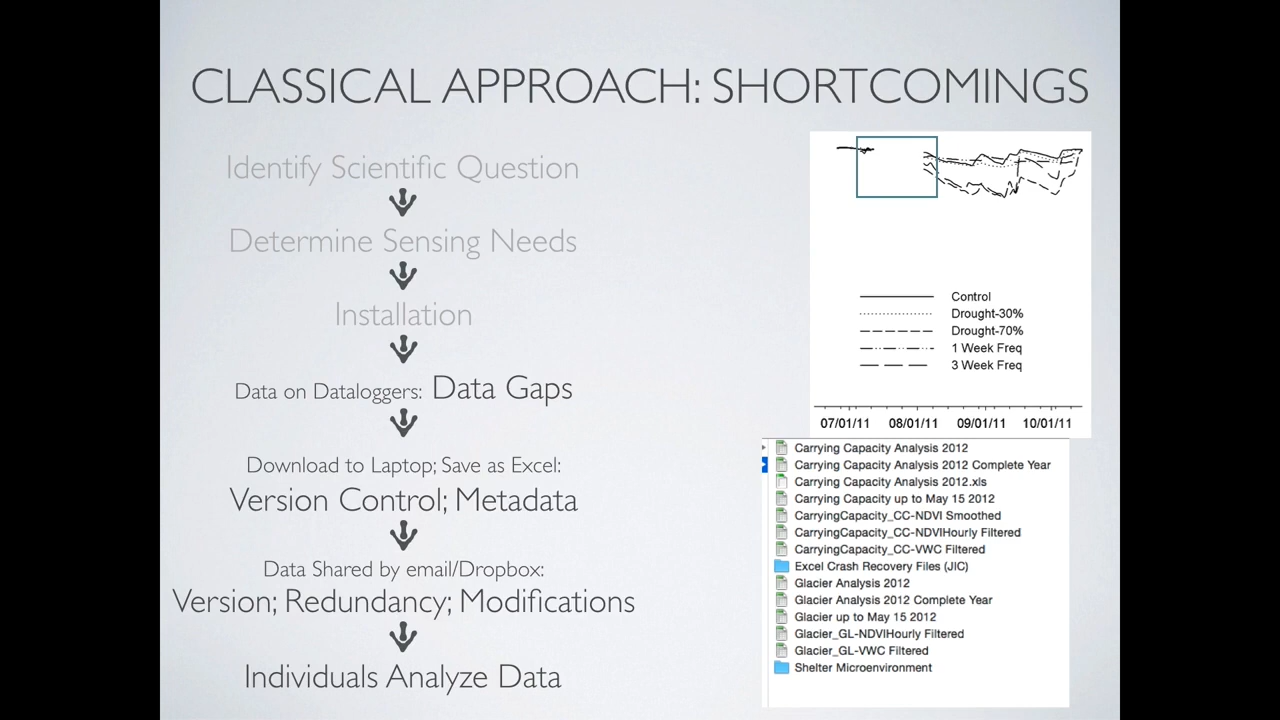 CLASSICAL APPROACH: SHORTCOMINGS
Identify Scientific Question
Determine Sensing Needs
Installation
Data on Dataloggers: Data Gaps
Download to Laptop; Save as Excel:
Version Control; Metadata
Data Shared by email/Dropbox:
Version; Redundancy; Modifications
Individuals Analyze Data
Control
Drought-30%
Drought-70%
1 Week Freq
3 Week Freq
07/01/11 08/01/11 09/01/11 10/01/11
Carrying Capacity Analysis 2012
Carrying Capacity Analysis 2012 Complete Year
Carrying Capacity Analysis 2012.xls
Carrying Capacity up to May 15 2012
CarryingCapacity_CC-NDVI Smoothed
CarryingCapacity_CC-NDVIHourly Filtered
CarryingCapacity_CC-VWC Filtered
Excel Crash Recovery Files (JIC)
Glacier Analysis 2012
Glacier Analysis 2012 Complete Year
Glacier up to May 15 2012
Glacier_GL-NDVIHourly Filtered
Glacier_GL-VWC Filtered
Shelter Microenvironment